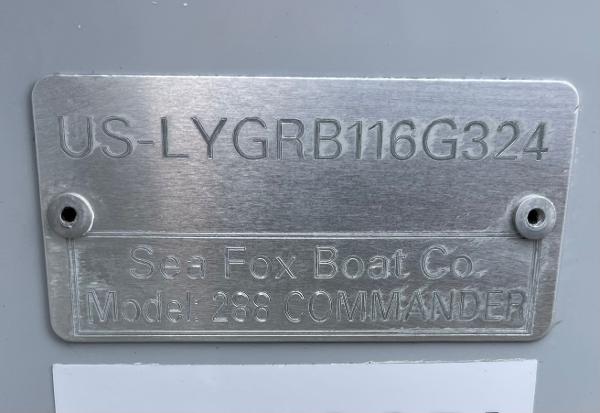 US-LYGRB116G324
Sea Fox Boat Co.
Model: 288 COMMANDER